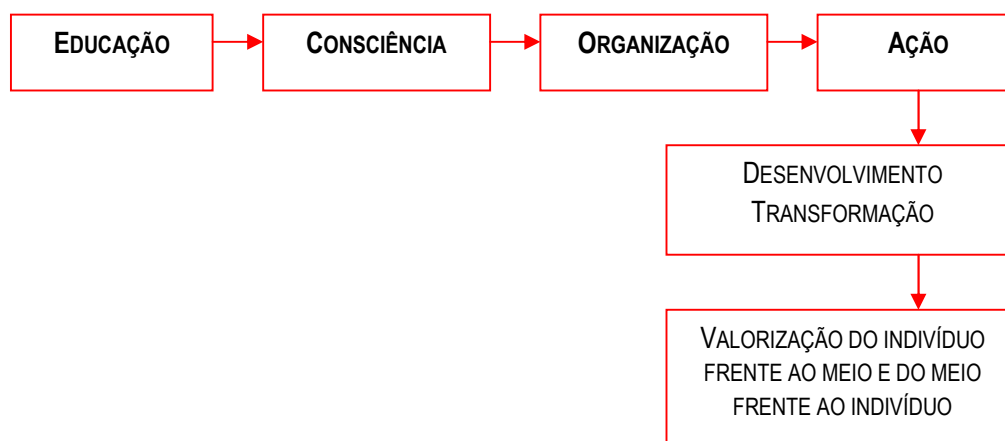 EDUCAÇÃO
CONSCIÊNCIA
ORGANIZAÇÃO
AÇÃO
DESENVOLVIMENTO
TRANSFORMAÇÃO
VALORIZAÇÃO DO INDIVÍDUO
FRENTE AO MEIO E DO MEIO
FRENTE AO INDIVÍDUO